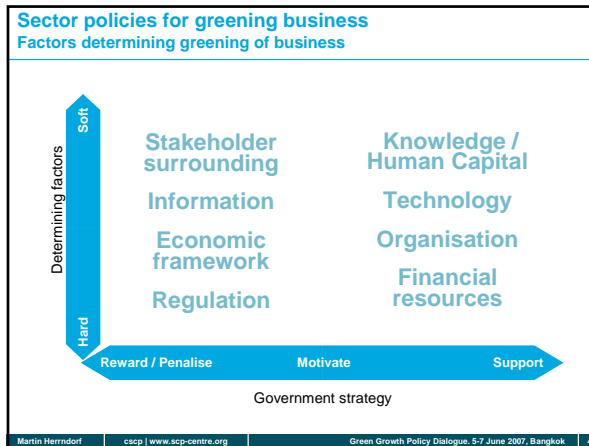 Sector policies for greening business
Factors determining greening of business
Soft
Determining factors
Hard
Stakeholder
surrounding
Information
Economic
framework
Regulation
Knowledge /
Human Capital
Technology
Organisation
Financial
resources
Reward / Penalise Motivate Support
Government strategy
Martin Herrndorf cscp | www.scp-centre.org Green Growth Policy Dialogue. 5-7 June 2007, Bangkok